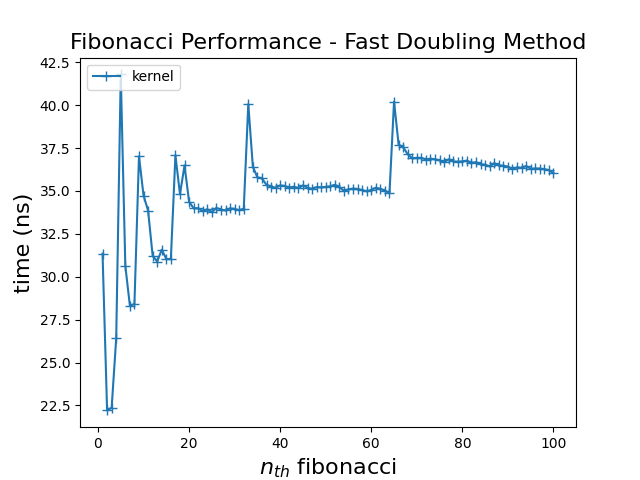 Fibonacci Performance - Fast Doubling Method
kernel
time (ns)
42.5
40.0
37.5
35.0
32.5
30.0
27.5
25.0
22.5
0 20 40 60 80 100
nth fibonacci